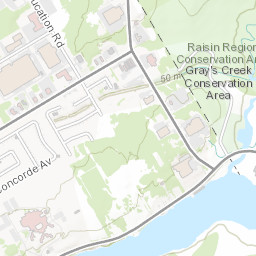 ucation Rd
Raisin Region
Conservation Ar
50 m
Gray's Creek
Conservation
Area
oncorde Av